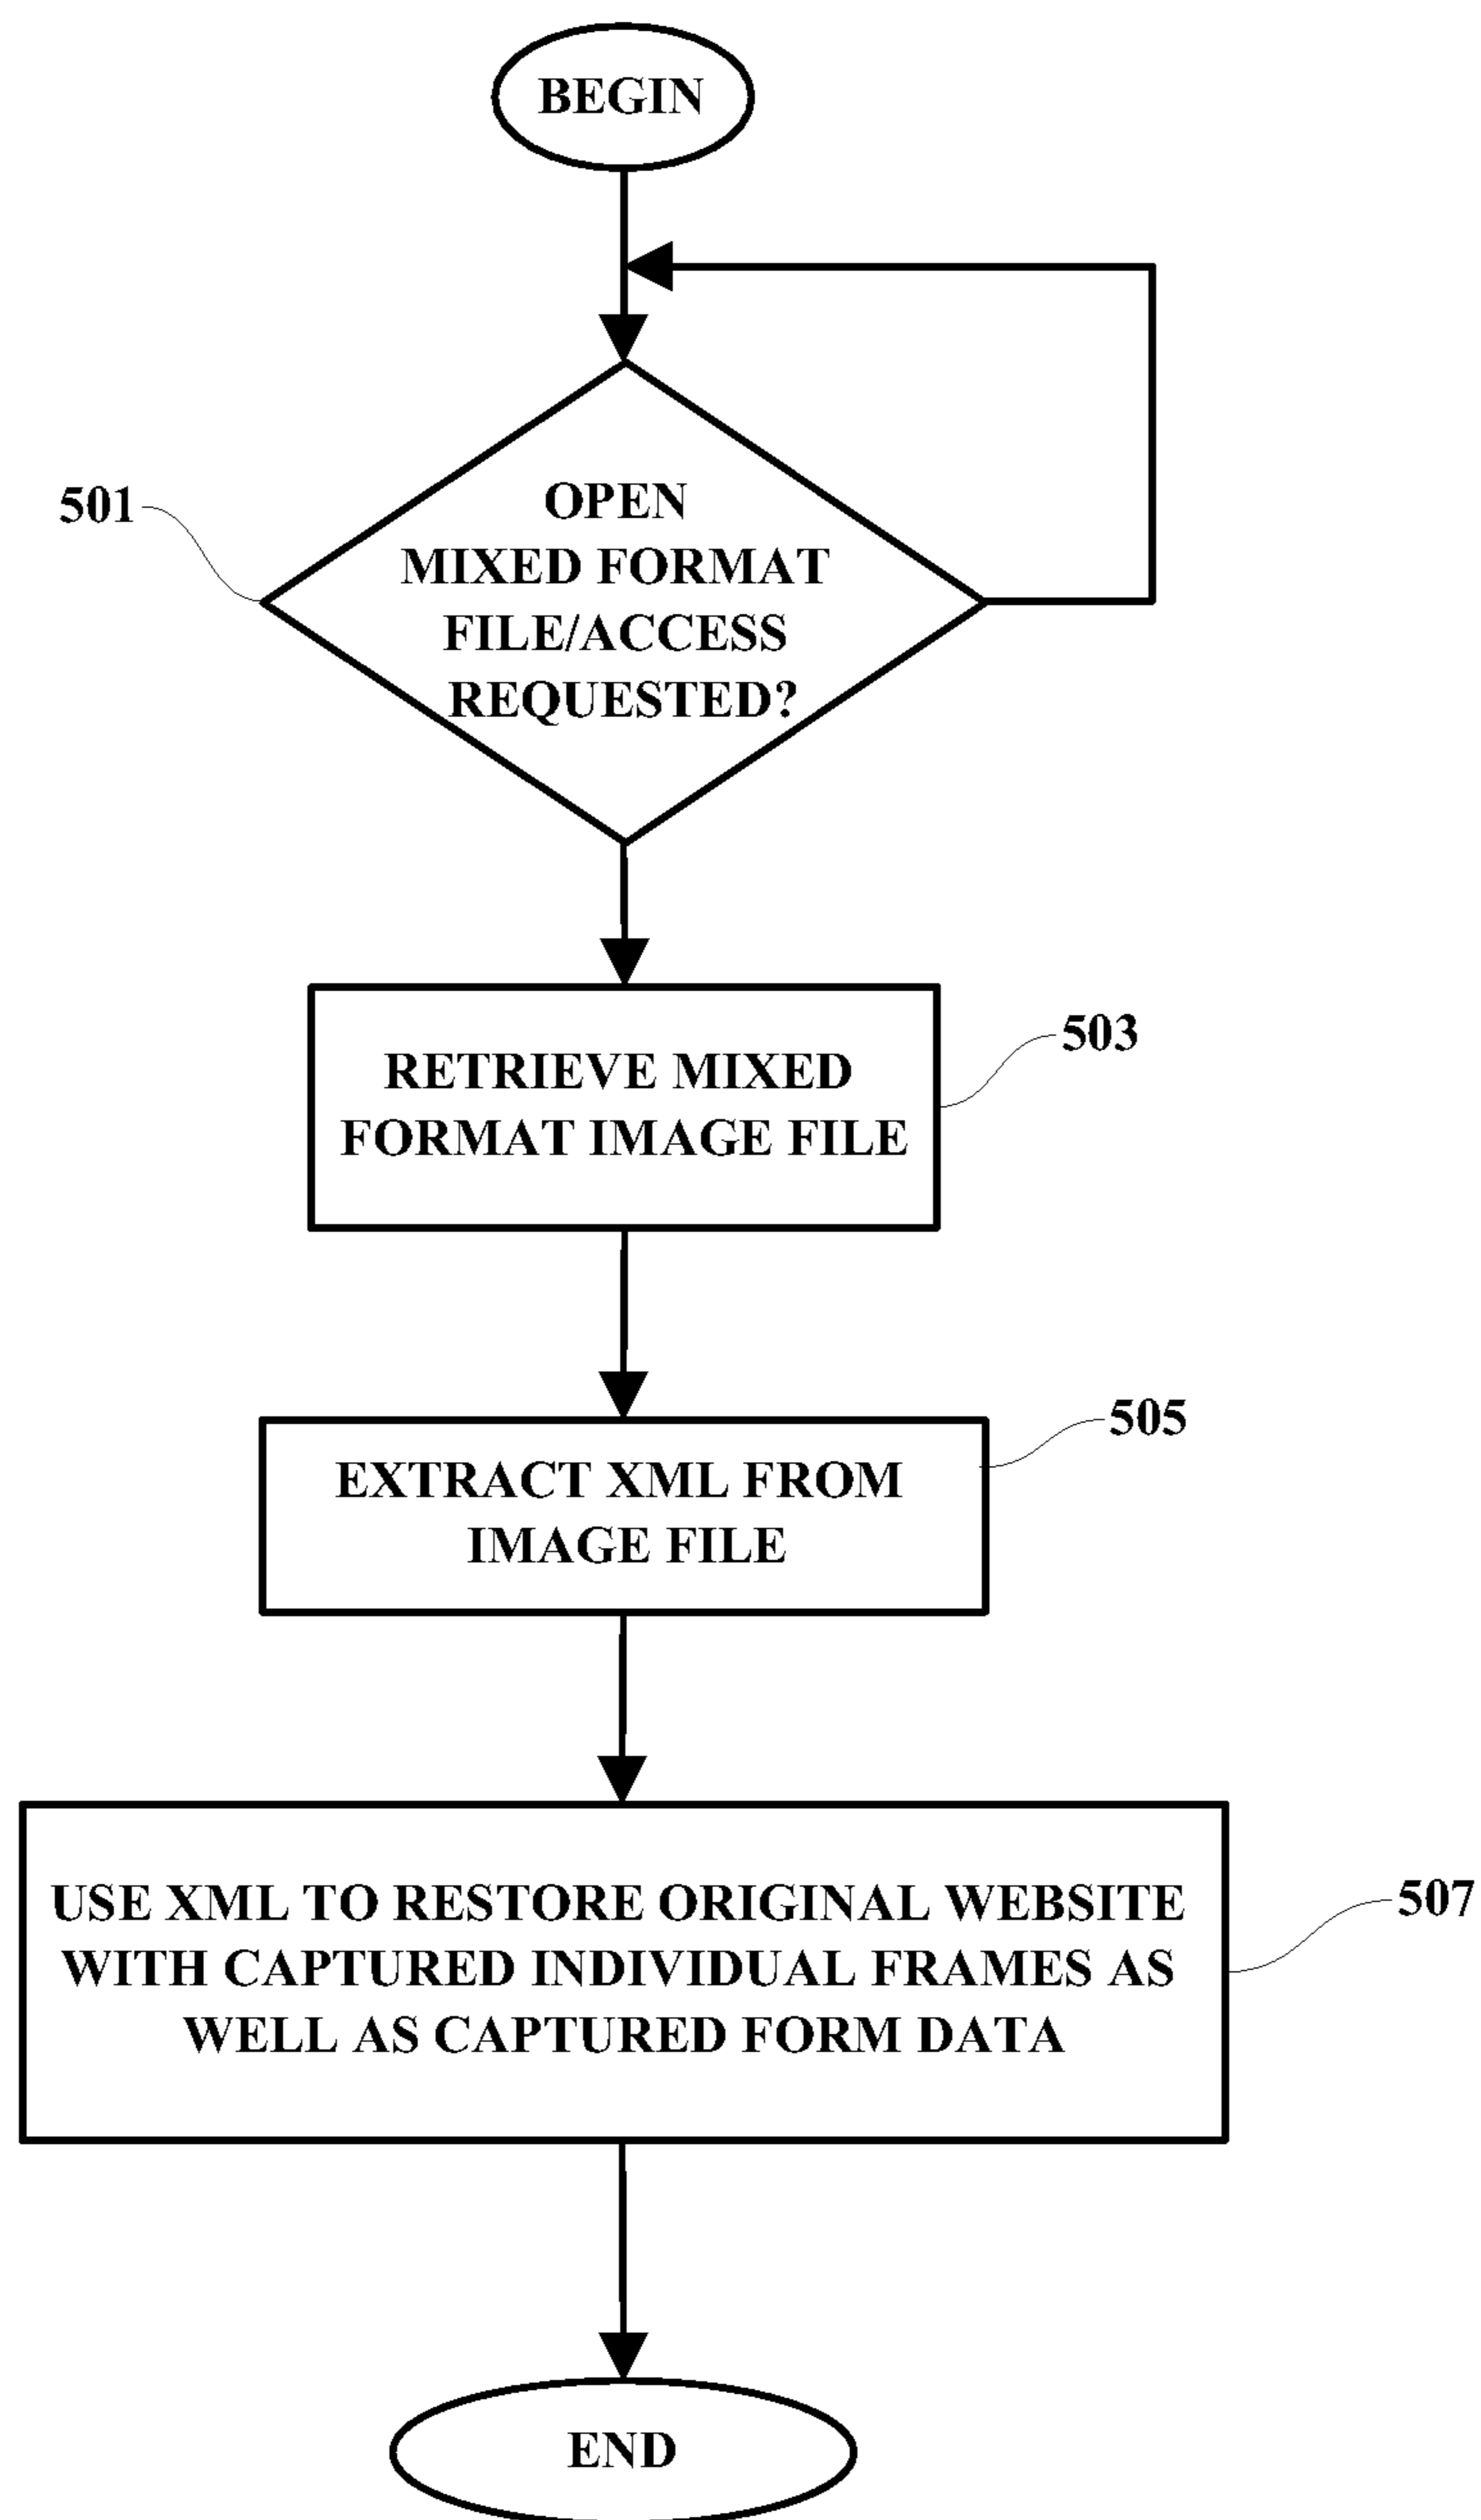 BEGIN
501
OPEN
MIXED FORMAT
FILE/ACCESS
REQUESTED?
503
RETRIEVE MIXED
FORMAT IMAGE FILE
505
EXTRACT XML FROM
IMAGE FILE
507
USE XML TO RESTORE ORIGINAL WEBSITE
WITH CAPTURED INDIVIDUAL FRAMES AS
WELL AS CAPTURED FORM DATA
END